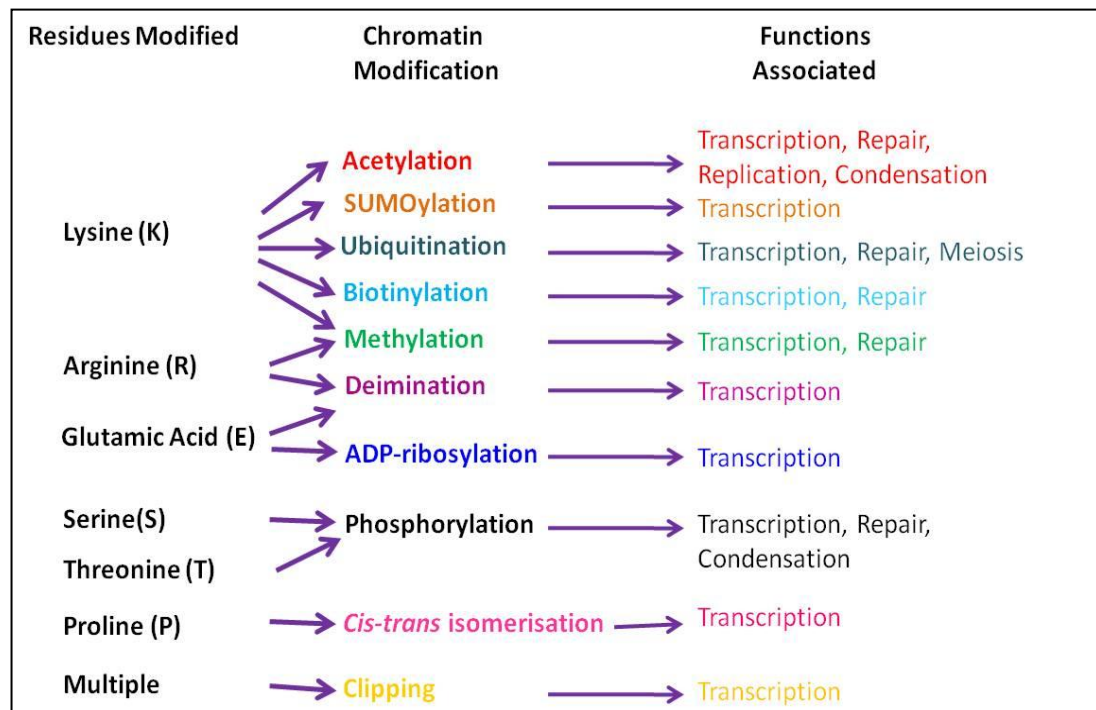 Residues Modified
Chromatin
Modification
Functions
Associated
Lysine (K)
Acetylation
Transcription, Repair,
Replication, Condensation
SUMOylation
Transcription
Ubiquitination
Transcription, Repair, Meiosis
Biotinylation
Transcription, Repair
Methylation
Transcription, Repair
Arginine (R)
Deimination
Transcription
Glutamic Acid (E)
ADP-ribosylation
Transcription
Serine(S)
Phosphorylation
Transcription, Repair,
Condensation
Threonine (T)
Proline (P)
Cis-trans isomerisation
Transcription
Multiple
Clipping
Transcription